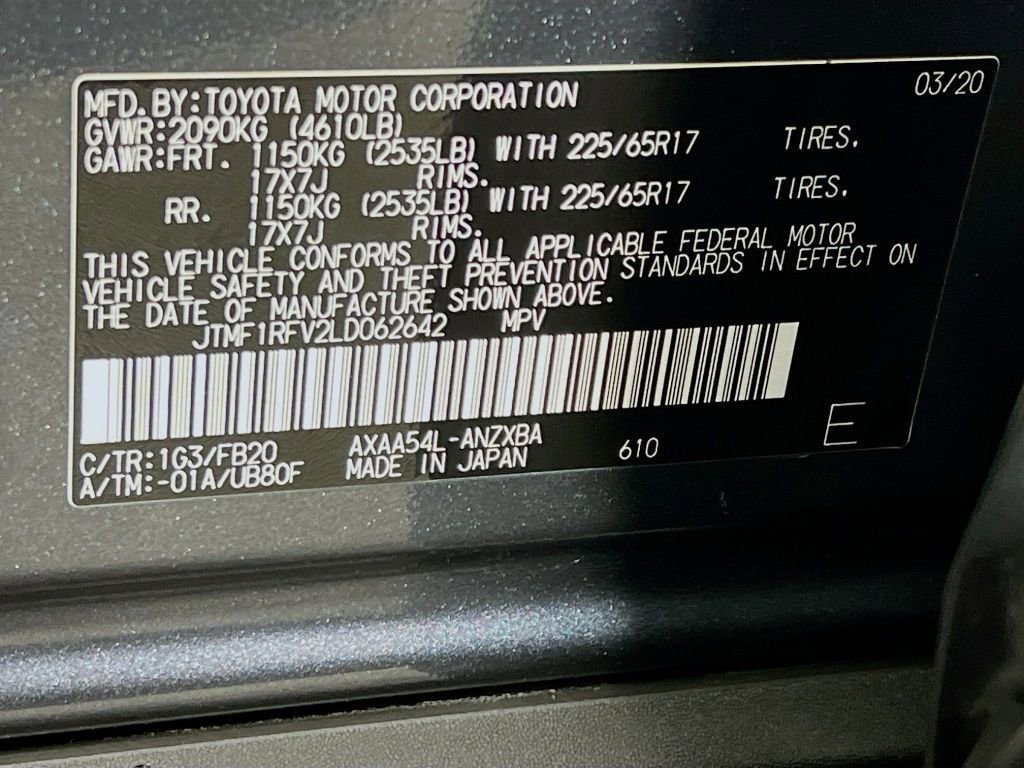 03/20
MFD. BY: TOYOTA MOTOR CORPORATION
GVWR: 2090KG (4610LB)
GAWR: FRT. 1150KG (2535LB) WITH 225/65R17 TIRES.
17X7J RIMS.
RR. 1150KG (2535LB) WITH 225/65R17 TIRES.
17X7J RIMS.
THIS VEHICLE CONFORMS TO ALL APPLICABLE FEDERAL MOTOR
VEHICLE SAFETY AND THEFT PREVENTION STANDARDS IN EFFECT ON
THE DATE OF MANUFACTURE SHOWN ABOVE.
JTMF1RFV2LD062642 MPV
C/TR: 1G3/FB20 AXAA54L-ANZXBA 610 E
A/TM: -01A/UB80F MADE IN JAPAN